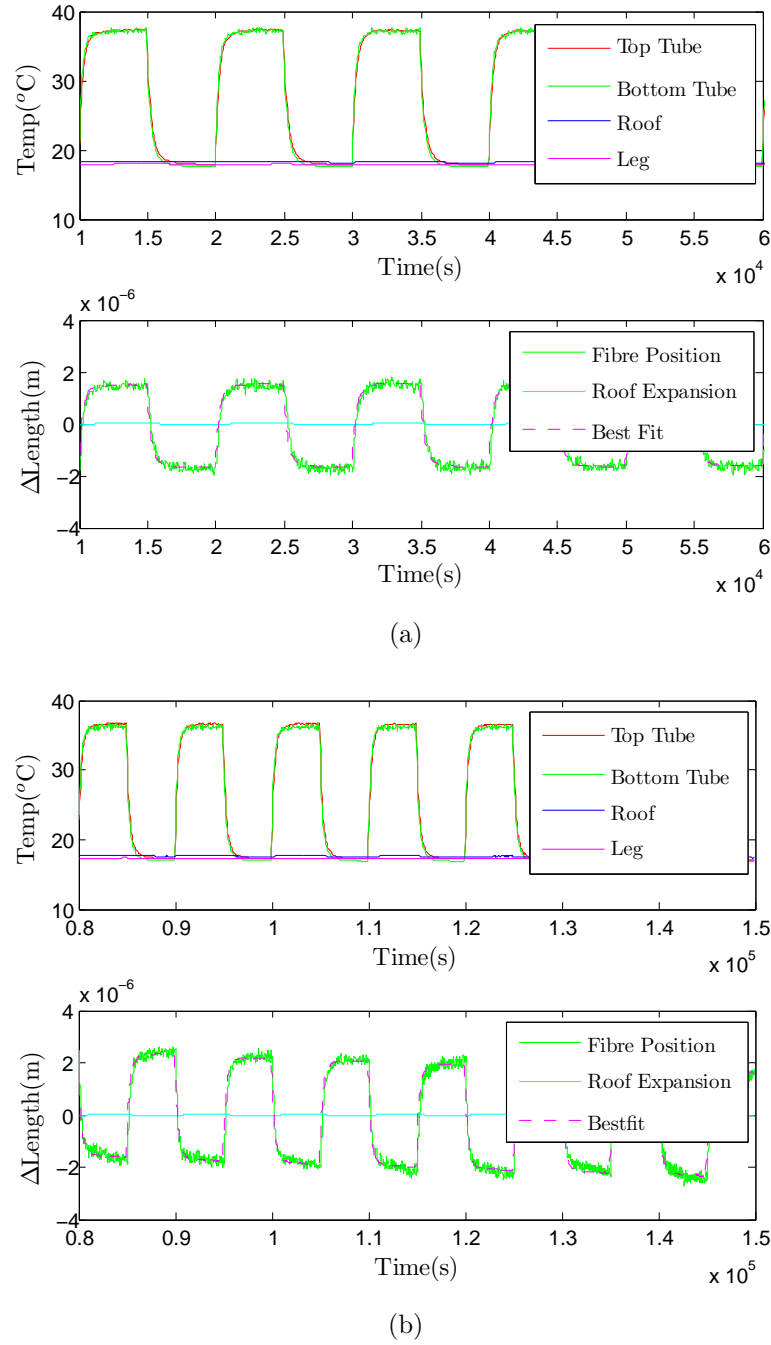 40
30
20
10
Temp(°C)
Top Tube
Bottom Tube
Roof
Leg
1 1.5 2 2.5 3 3.5 4 4.5 5 5.5 6
Time(s)
x 10^4
x 10^−6
4
2
0
−2
−4
ΔLength(m)
Fibre Position
Roof Expansion
Best Fit
1 1.5 2 2.5 3 3.5 4 4.5 5 5.5 6
Time(s)
x 10^4
(a)
40
30
20
10
Temp(°C)
Top Tube
Bottom Tube
Roof
Leg
0.8 0.9 1 1.1 1.2 1.3 1.4 1.5
Time(s)
x 10^5
x 10^−6
4
2
0
−2
−4
ΔLength(m)
Fibre Position
Roof Expansion
Bestfit
0.8 0.9 1 1.1 1.2 1.3 1.4 1.5
Time(s)
x 10^5
(b)